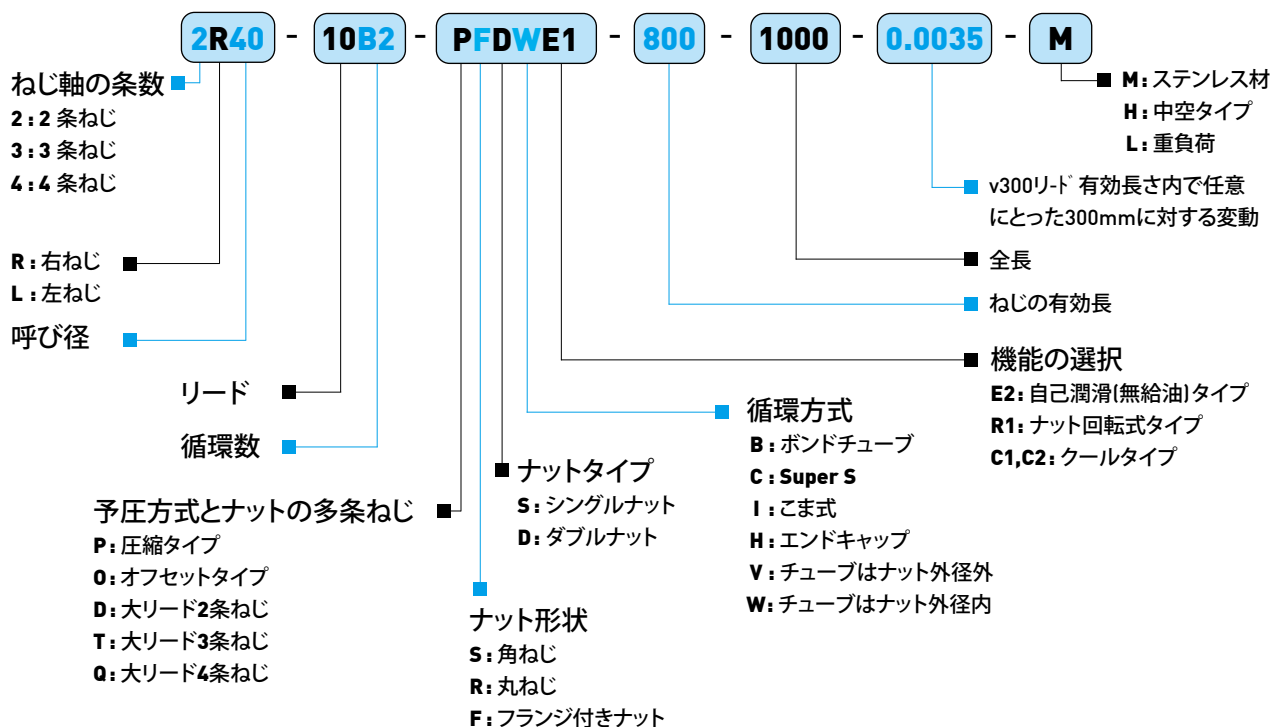 2R40 - 10B2 - PFDWE1 - 800 - 1000 - 0.0035 - M
ねじ軸の条数
2:2 条ねじ
3:3 条ねじ
4:4 条ねじ
R:右ねじ
L:左ねじ
呼び径
リード
循環数
予圧方式とナットの多条ねじ
P:圧縮タイプ
O:オフセットタイプ
D:大リード2条ねじ
T:大リード3条ねじ
Q:大リード4条ねじ
ナット形状
S:角ねじ
R:丸ねじ
F:フランジ付きナット
ナットタイプ
S:シングルナット
D:ダブルナット
循環方式
B:ボンドチューブ
C:Super S
I:こま式
H:エンドキャップ
V:チューブはナット外径外
W:チューブはナット外径内
機能の選択
E2:自己潤滑(無給油)タイプ
R1:ナット回転式タイプ
C1,C2:クールタイプ
ねじの有効長
全長
v300リード 有効長さ内で任意
にとった300mmに対する変動
M:ステンレス材
H:中空タイプ
L:重負荷